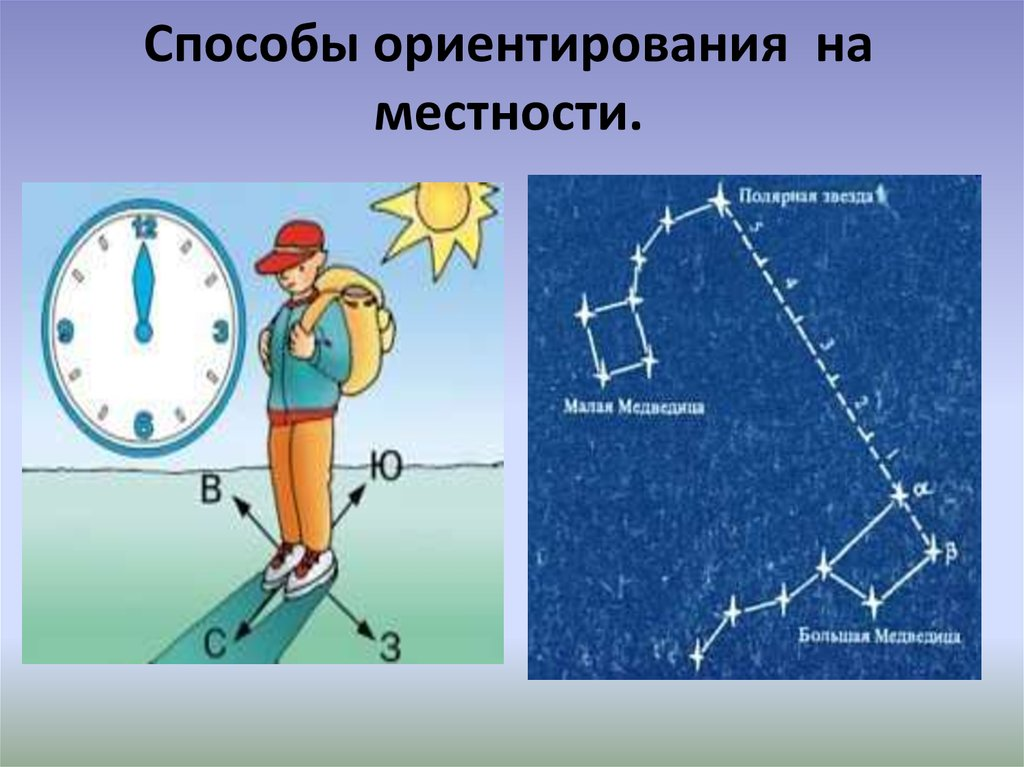 Способы ориентирования на
местности.
12
9
3
6
В
Ю
С
З
Полярная звезда
5
4
3
2
1
Малая Медведица
α
β
Большая Медведица